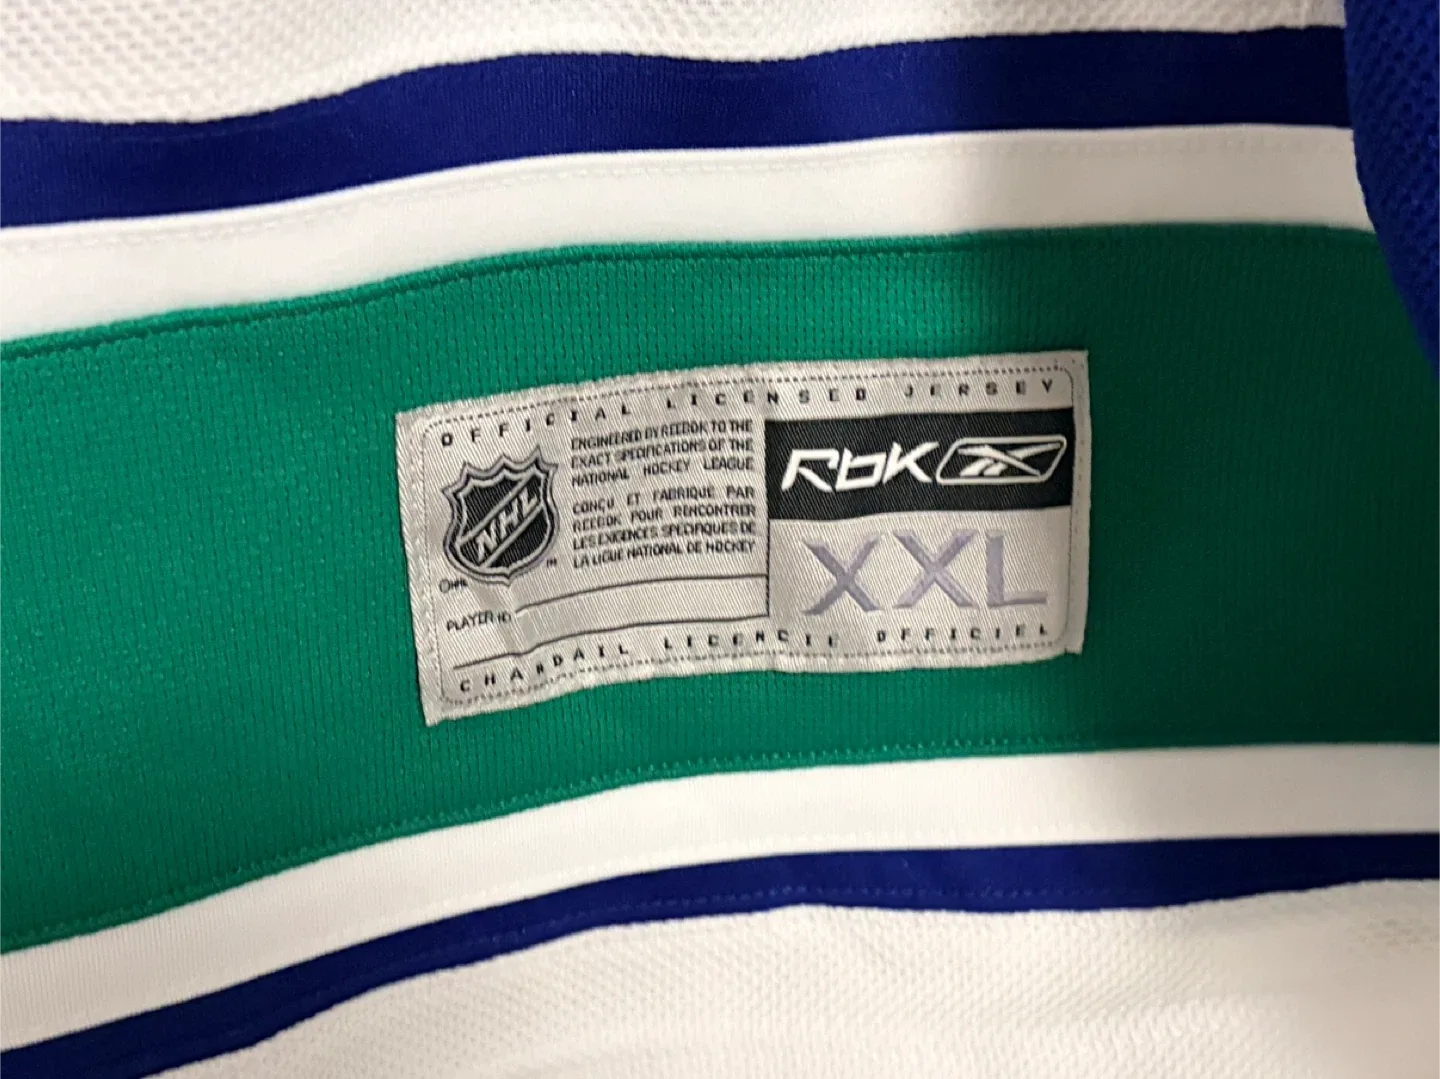 OFFICIAL LICENSED JERSEY
ENGINEERED BY REEBOK TO THE
EXACT SPECIFICATIONS OF THE
NATIONAL HOCKEY LEAGUE
CONÇU ET FABRIQUÉ PAR
REEBOK POUR RENCONTRER
LES EXIGENCES SPECIFIQUES DE
LA LIGUE NATIONAL DE HOCKEY
NHL
TM
PLAYER ID:
Rbk
XXL
CHANDAIL LICENCIÉ OFFICIEL